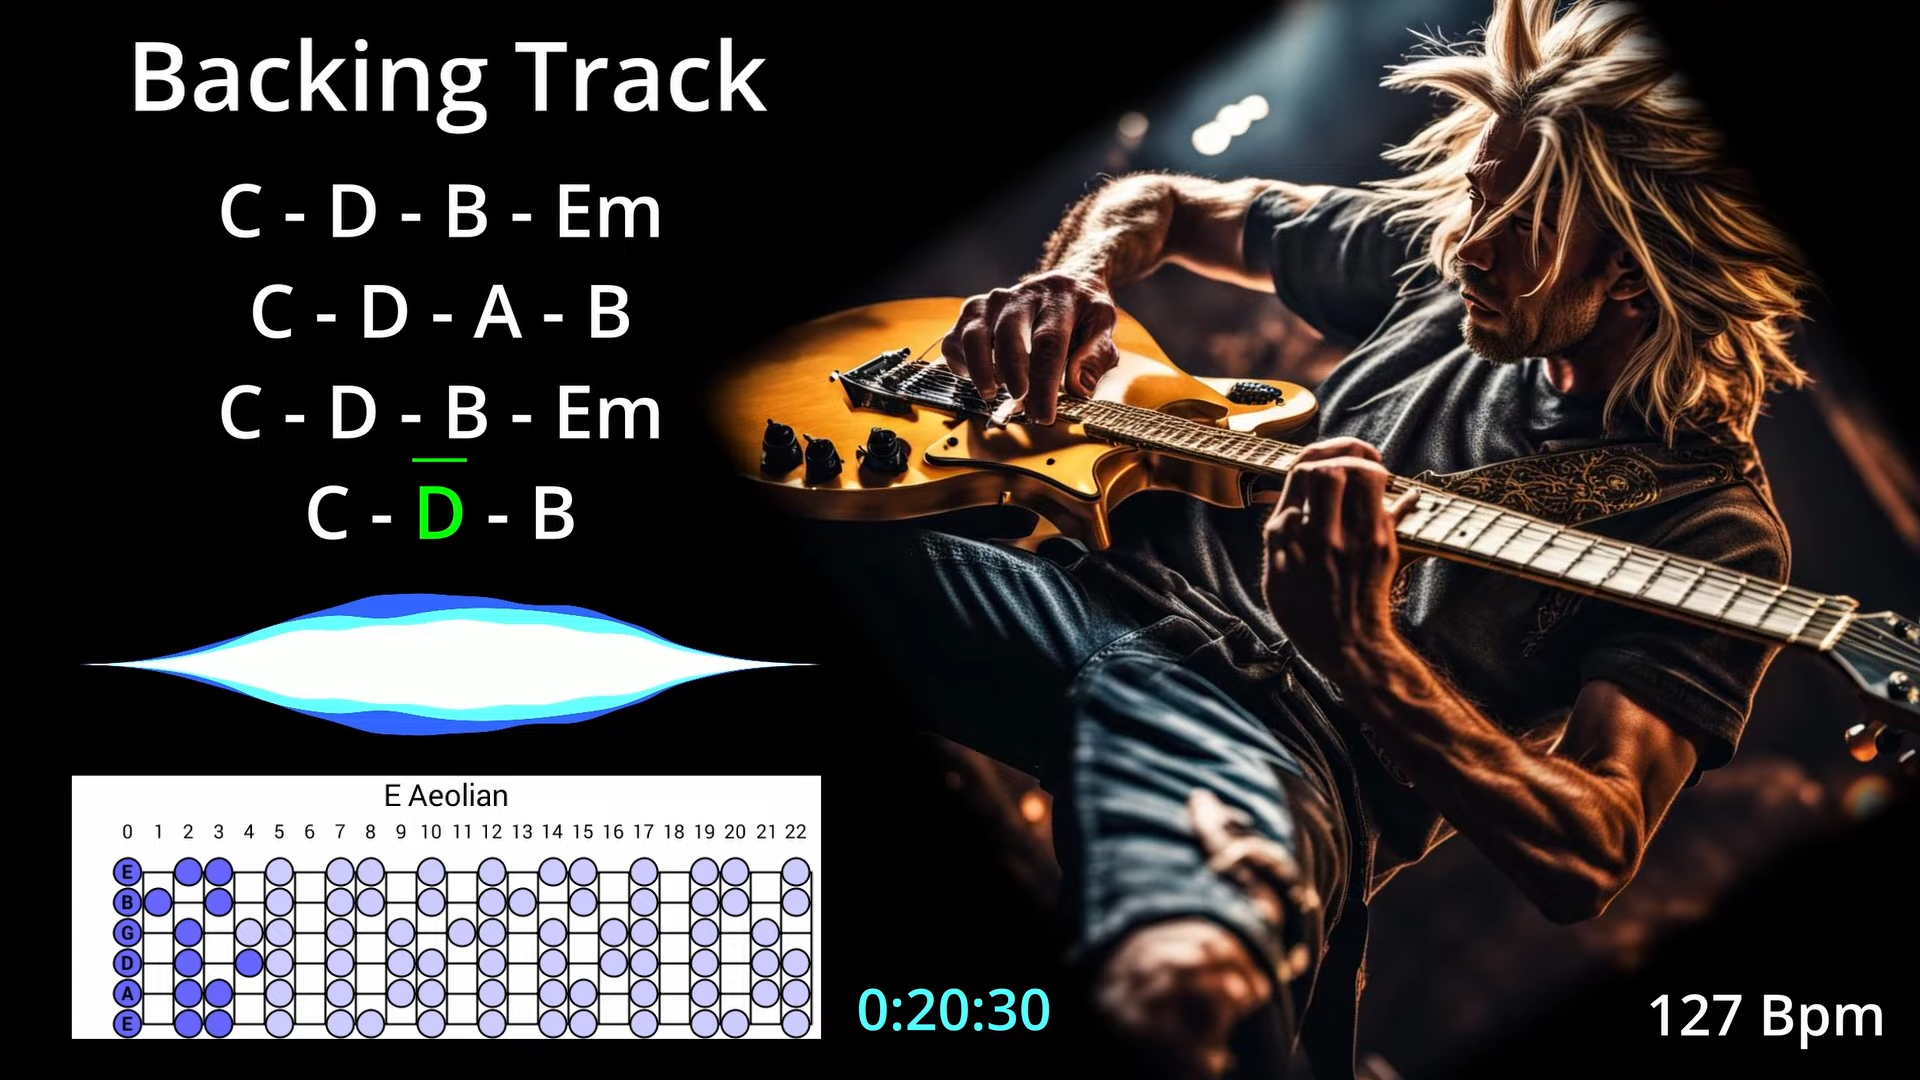 Backing Track
C - D - B - Em
C - D - A - B
C - D - B - Em
C - D - B
E Aeolian
0 1 2 3 4 5 6 7 8 9 10 11 12 13 14 15 16 17 18 19 20 21 22
E
B
G
D
A
E
0:20:30
127 Bpm